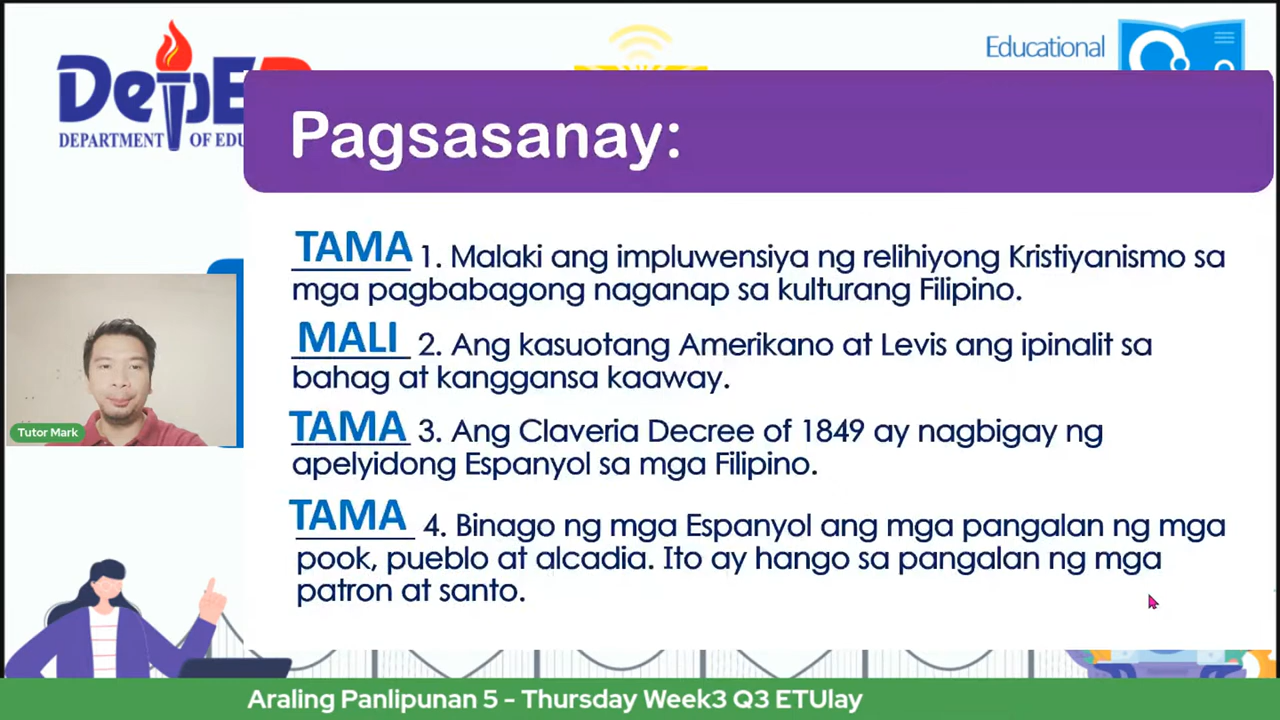 DepED
DEPARTMENT OF EDU
Educational
Pagsasanay:
TAMA 1. Malaki ang impluwensiya ng relihiyong Kristiyanismo sa
mga pagbabagong naganap sa kulturang Filipino.
MALI 2. Ang kasuotang Amerikano at Levis ang ipinalit sa
bahag at kanggansa kaaway.
TAMA 3. Ang Claveria Decree of 1849 ay nagbigay ng
apelyidong Espanyol sa mga Filipino.
TAMA 4. Binago ng mga Espanyol ang mga pangalan ng mga
pook, pueblo at alcadia. Ito ay hango sa pangalan ng mga
patron at santo.
Tutor Mark
Araling Panlipunan 5 - Thursday Week3 Q3 ETUlay